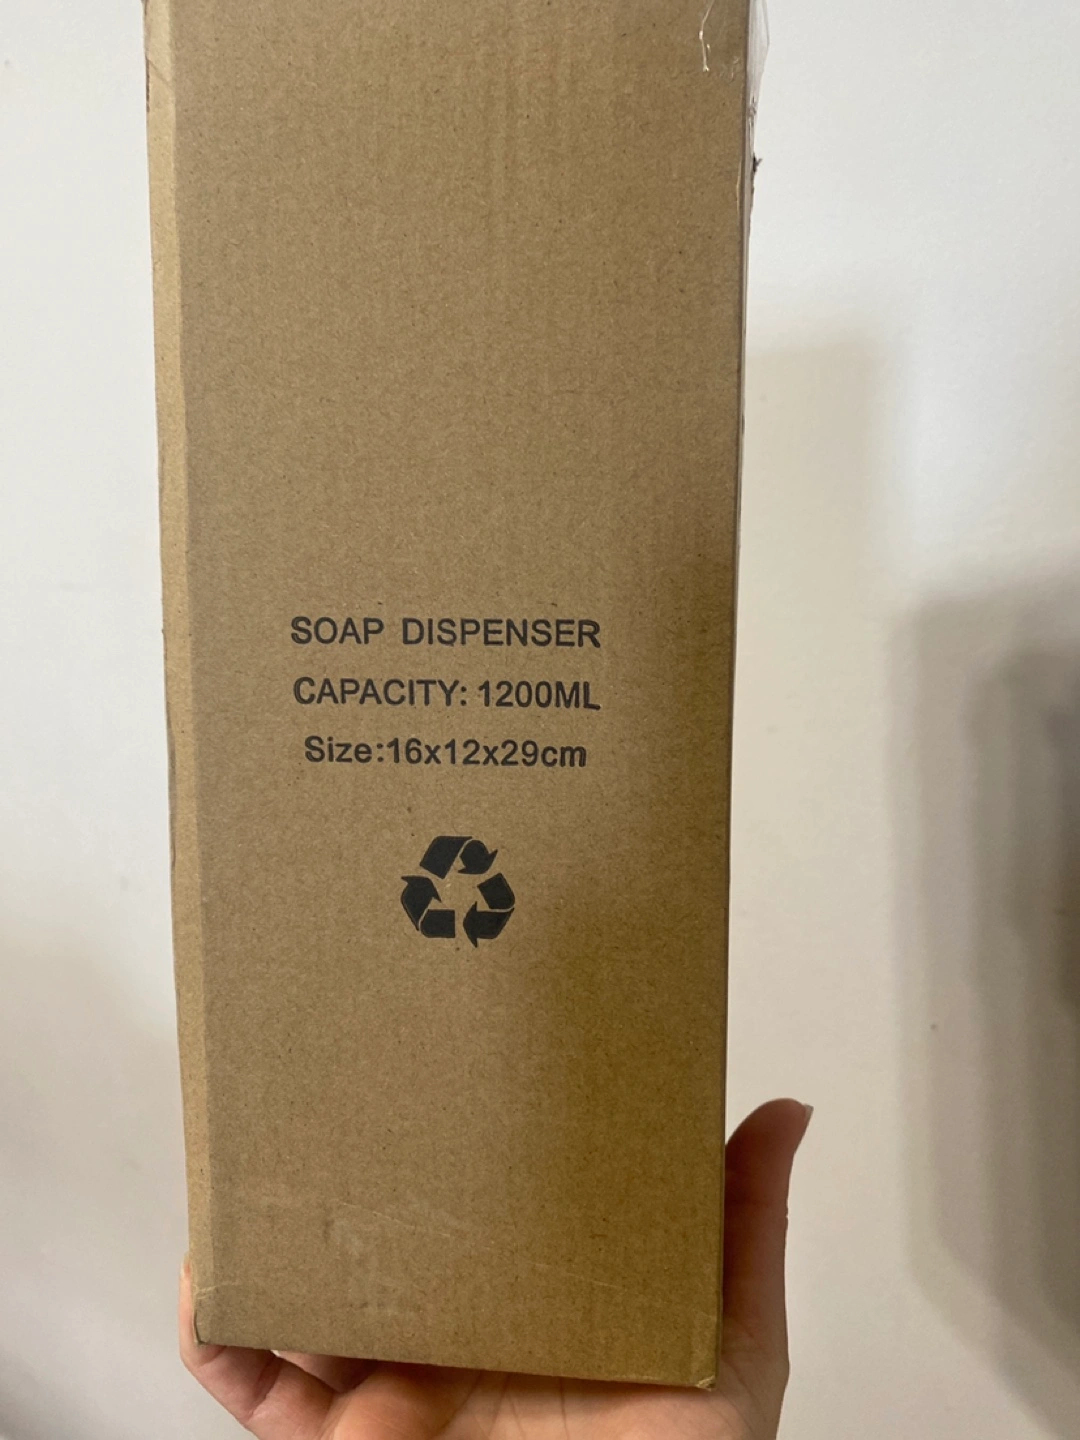 SOAP DISPENSER
CAPACITY: 1200ML
Size:16x12x29cm